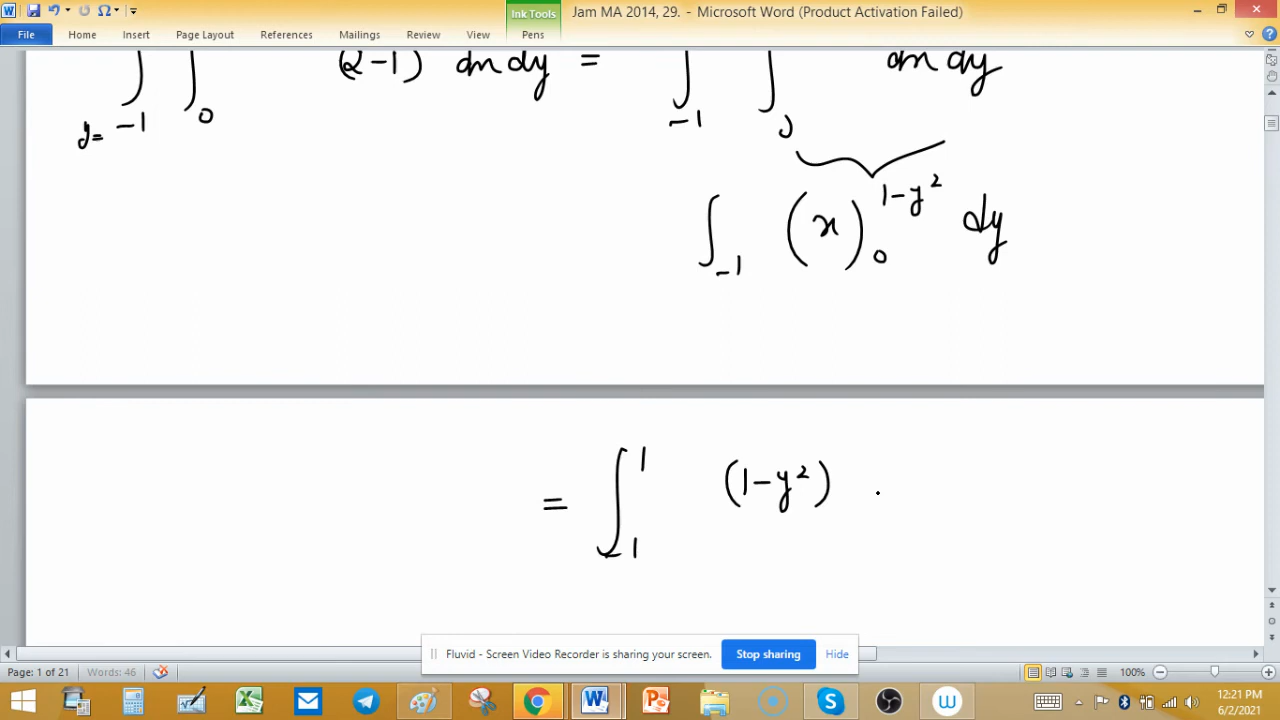 Ink Tools
Jam MA 2014, 29. - Microsoft Word (Product Activation Failed)
File Home Insert Page Layout References Mailings Review View Pens
∫ ∫ (2-1) dx dy = ∫ ∫ dx dy
y= -1 0 -1 0
∫_{-1} (x)_0^{1-y²} dy
= ∫_{-1}^{1} (1-y²) .
Fluvid - Screen Video Recorder is sharing your screen. Stop sharing Hide
Page: 1 of 21 Words: 46 100%
12:21 PM
6/2/2021